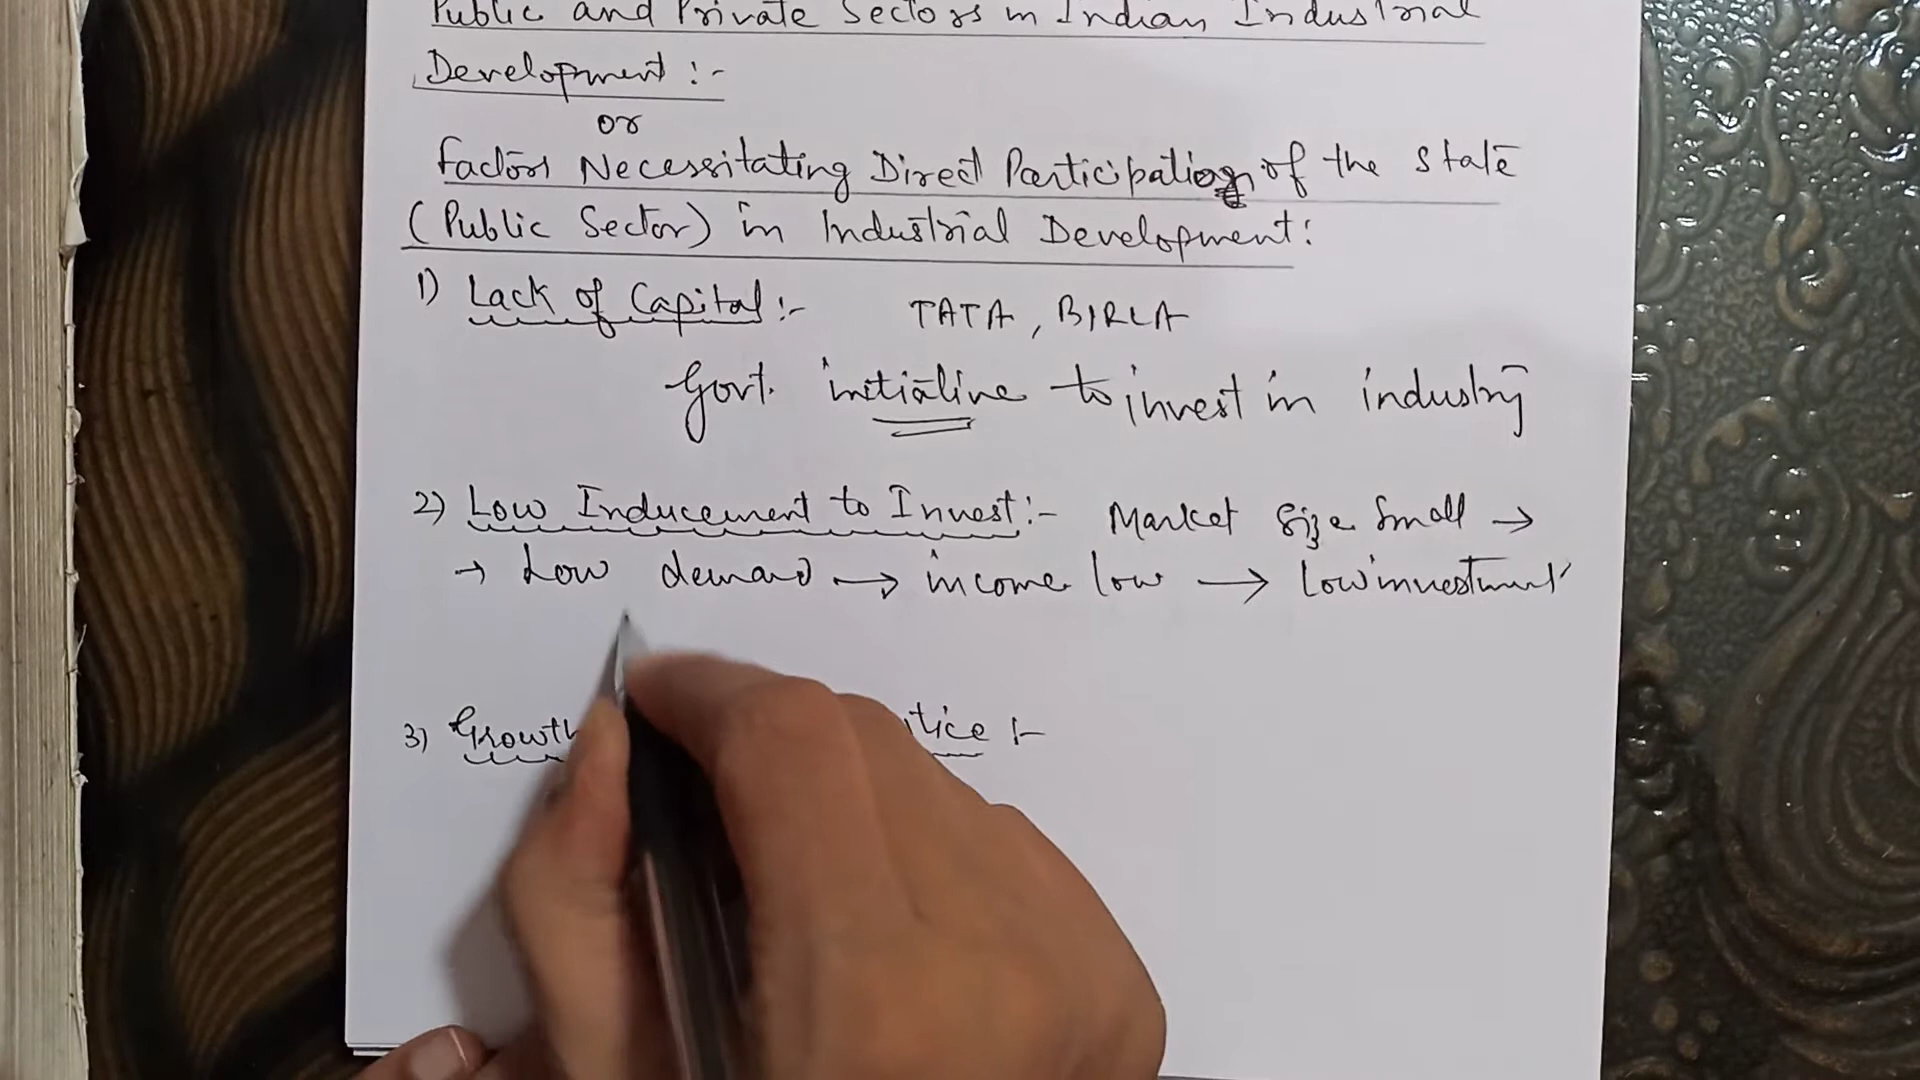 Public and Private Sectors in Indian Industrial
Development :-
or
Factors Necessitating Direct Participation of the State
(Public Sector) in Industrial Development:
1) Lack of Capital :- TATA, BIRLA
Govt. initiative to invest in industry
2) Low Inducement to Invest :- Market Size Small →
→ Low demand → income low → Low investment
3) Growth :-